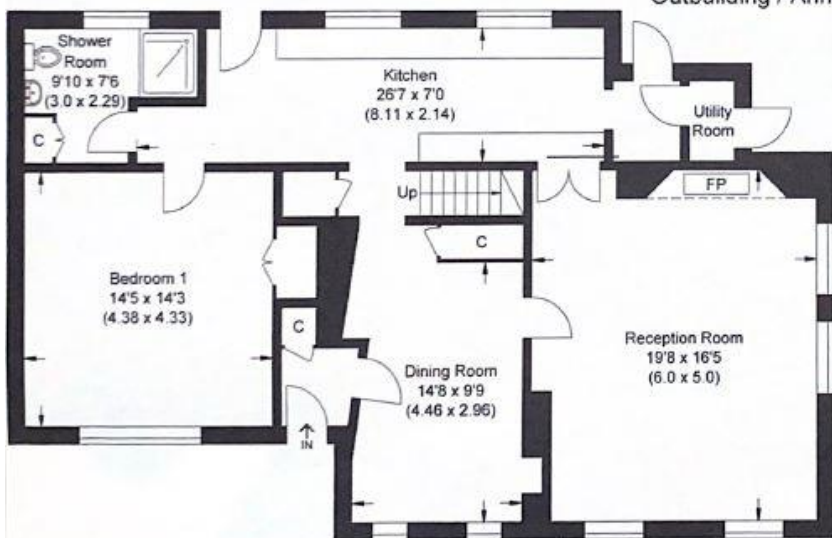 Outbuilding / Ann
Shower
Room
9'10 x 7'6
(3.0 x 2.29)
C
Kitchen
26'7 x 7'0
(8.11 x 2.14)
Utility
Room
Up
FP
C
Bedroom 1
14'5 x 14'3
(4.38 x 4.33)
C
Dining Room
14'8 x 9'9
(4.46 x 2.96)
Reception Room
19'8 x 16'5
(6.0 x 5.0)
IN